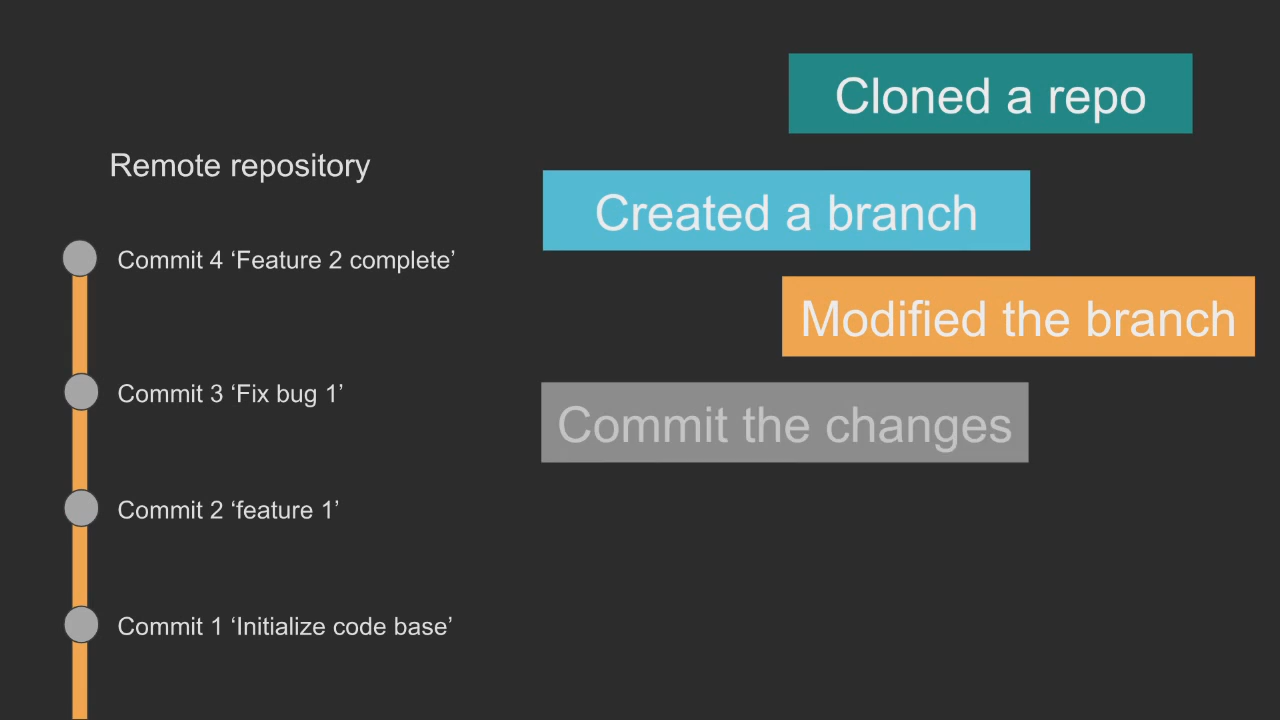 Cloned a repo
Remote repository
Created a branch
Commit 4 ‘Feature 2 complete’
Modified the branch
Commit 3 ‘Fix bug 1’
Commit the changes
Commit 2 ‘feature 1’
Commit 1 ‘Initialize code base’